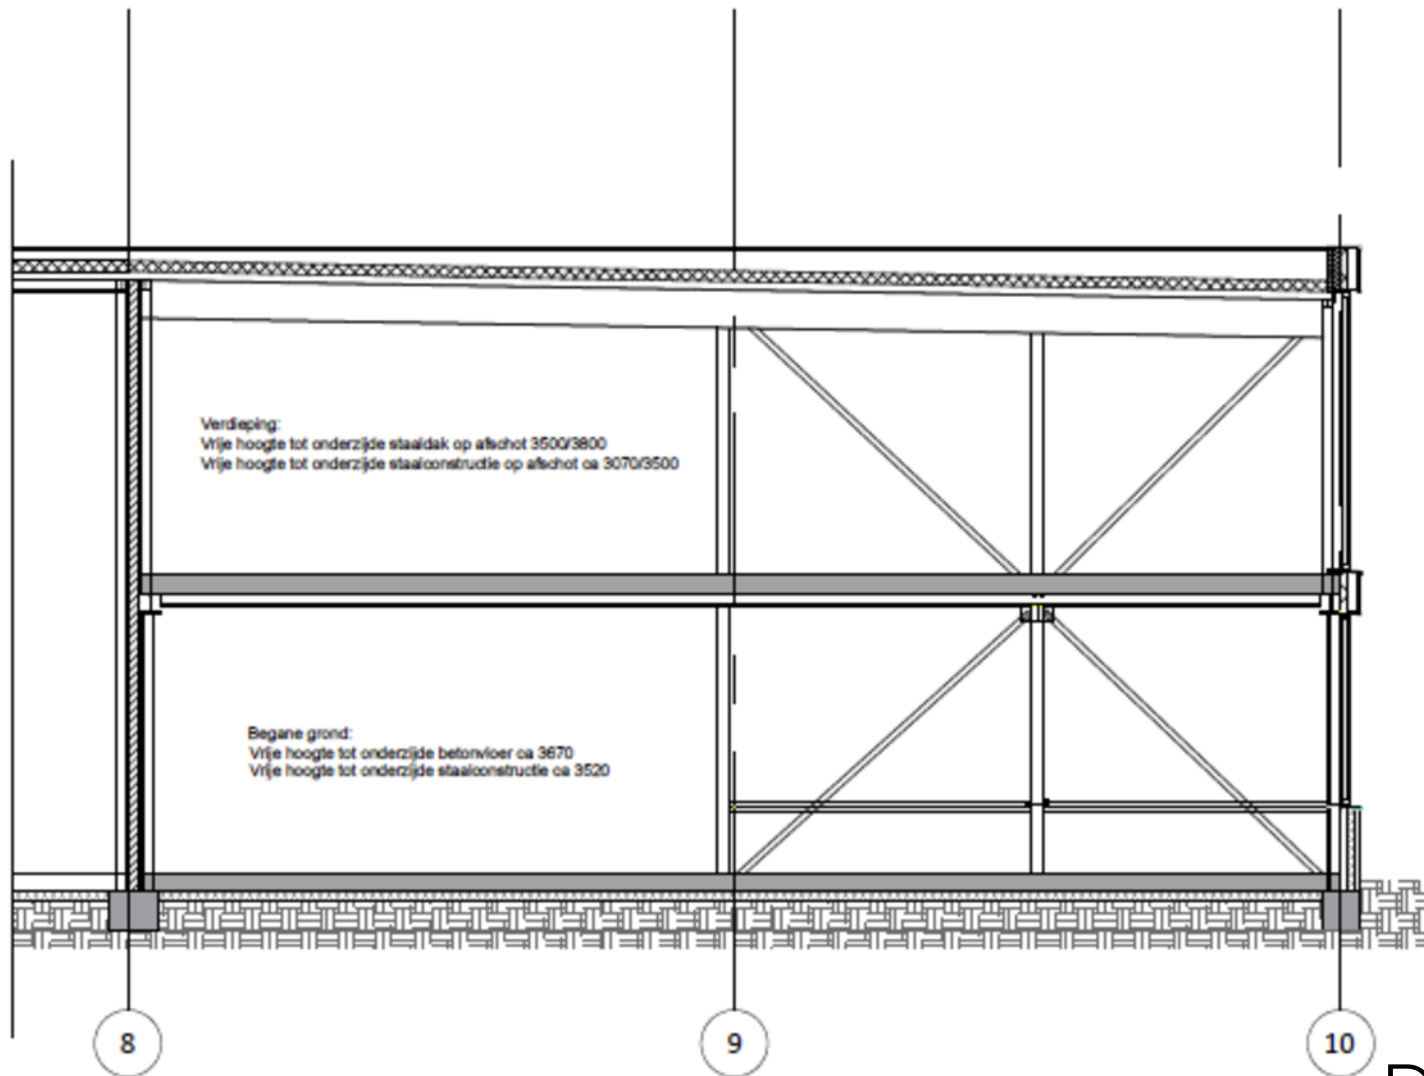 Verdieping:
Vrije hoogte tot onderzijde staaldak op afschot 3500/3800
Vrije hoogte tot onderzijde staalconstructie op afschot ca 3070/3500
Begane grond:
Vrije hoogte tot onderzijde betonvloer ca 3670
Vrije hoogte tot onderzijde staalconstructie ca 3520
8
9
10